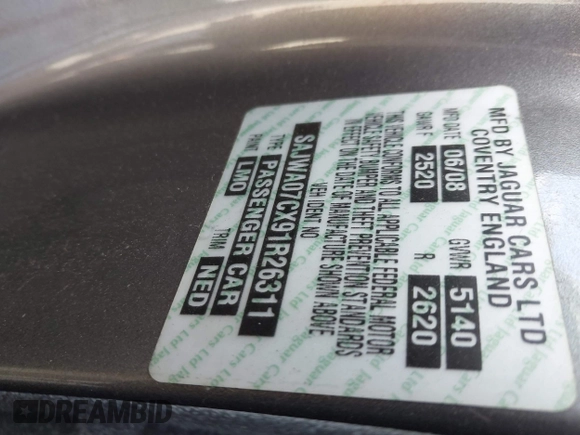 MFD BY JAGUAR CARS LTD
COVENTRY ENGLAND
MFD DATE 06/08 GVWR 5140
GAWR F 2520 R 2620
THIS VEHICLE CONFORMS TO ALL APPLICABLE FEDERAL MOTOR
VEHICLE SAFETY BUMPER AND THEFT PREVENTION STANDARDS
IN EFFECT ON THE DATE OF MANUFACTURE SHOWN ABOVE
VEH IDENT NO
SAJWA07CX91R26311
TYPE PASSENGER CAR
PAINT LMO TRIM NED
DREAMBID